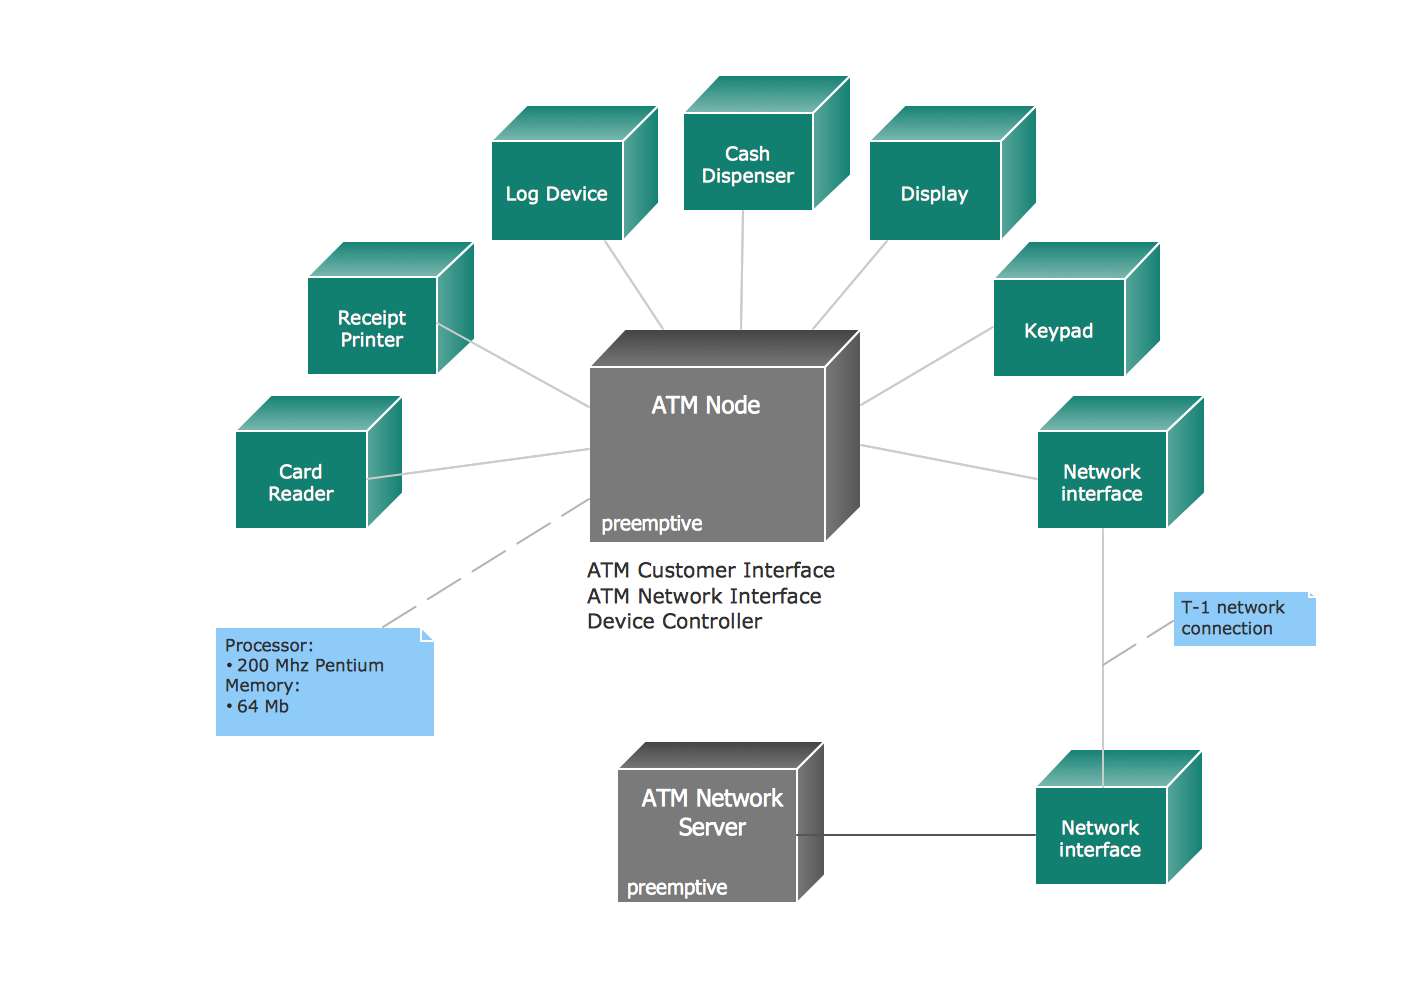 Cash
Dispenser
Log Device
Display
Receipt
Printer
Keypad
ATM Node
preemptive
Card
Reader
Network
interface
ATM Customer Interface
ATM Network Interface
Device Controller
T-1 network
connection
Processor:
• 200 Mhz Pentium
Memory:
• 64 Mb
ATM Network
Server
preemptive
Network
interface